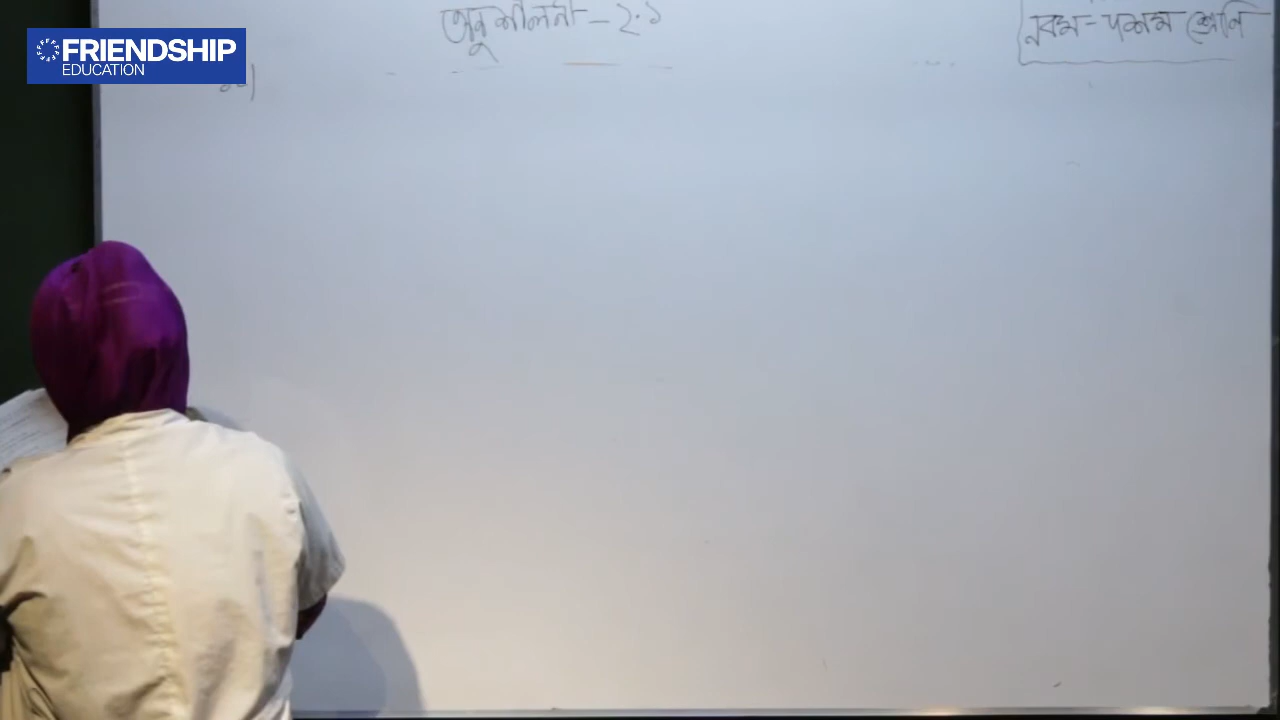 অনুশীলনী - ২.১
নবম - দশম শ্রেণি
FRIENDSHIP
EDUCATION